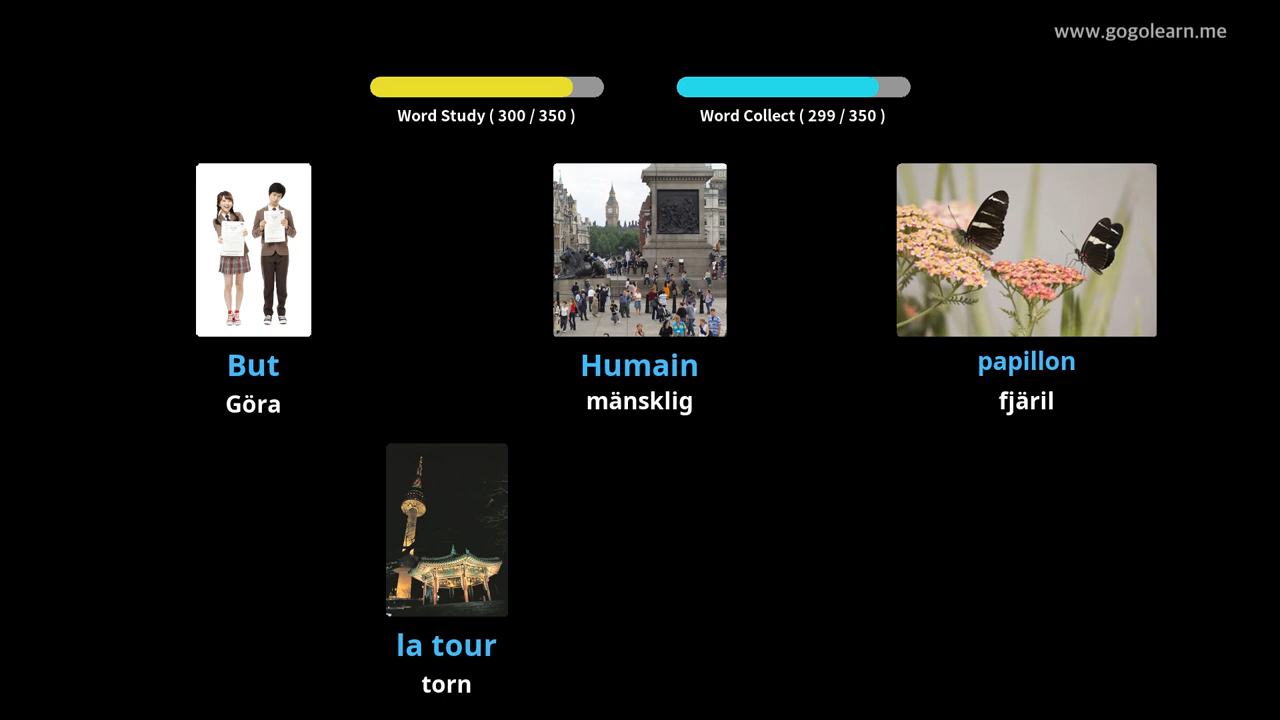 www.gogolearn.me
Word Study ( 300 / 350 )
Word Collect ( 299 / 350 )
But
Göra
Humain
mänsklig
papillon
fjäril
la tour
torn